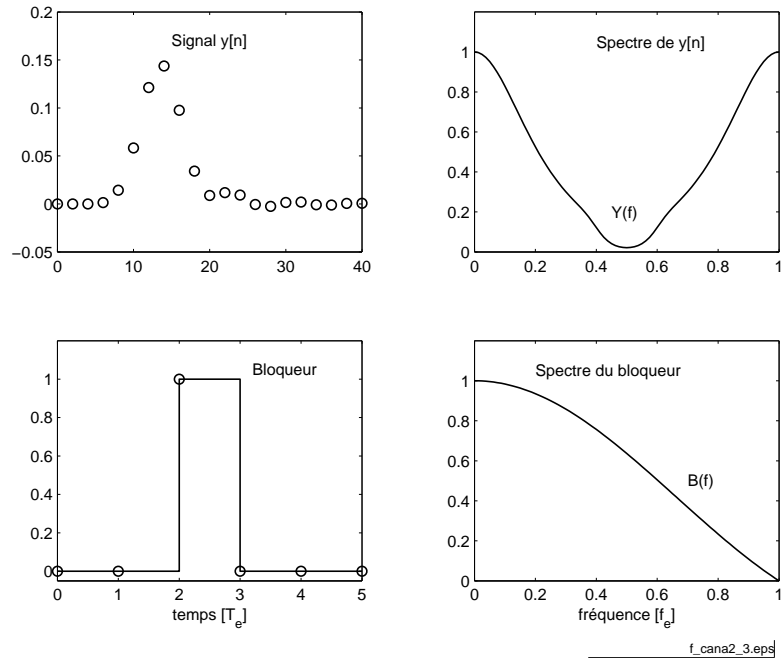 Signal y[n]
0.2
0.15
0.1
0.05
0
−0.05
0 10 20 30 40
Spectre de y[n]
Y(f)
1
0.8
0.6
0.4
0.2
0
0 0.2 0.4 0.6 0.8 1
Bloqueur
1
0.8
0.6
0.4
0.2
0
0 1 2 3 4 5
temps [T_e]
Spectre du bloqueur
B(f)
1
0.8
0.6
0.4
0.2
0
0 0.2 0.4 0.6 0.8 1
fréquence [f_e]
f_cana2_3.eps